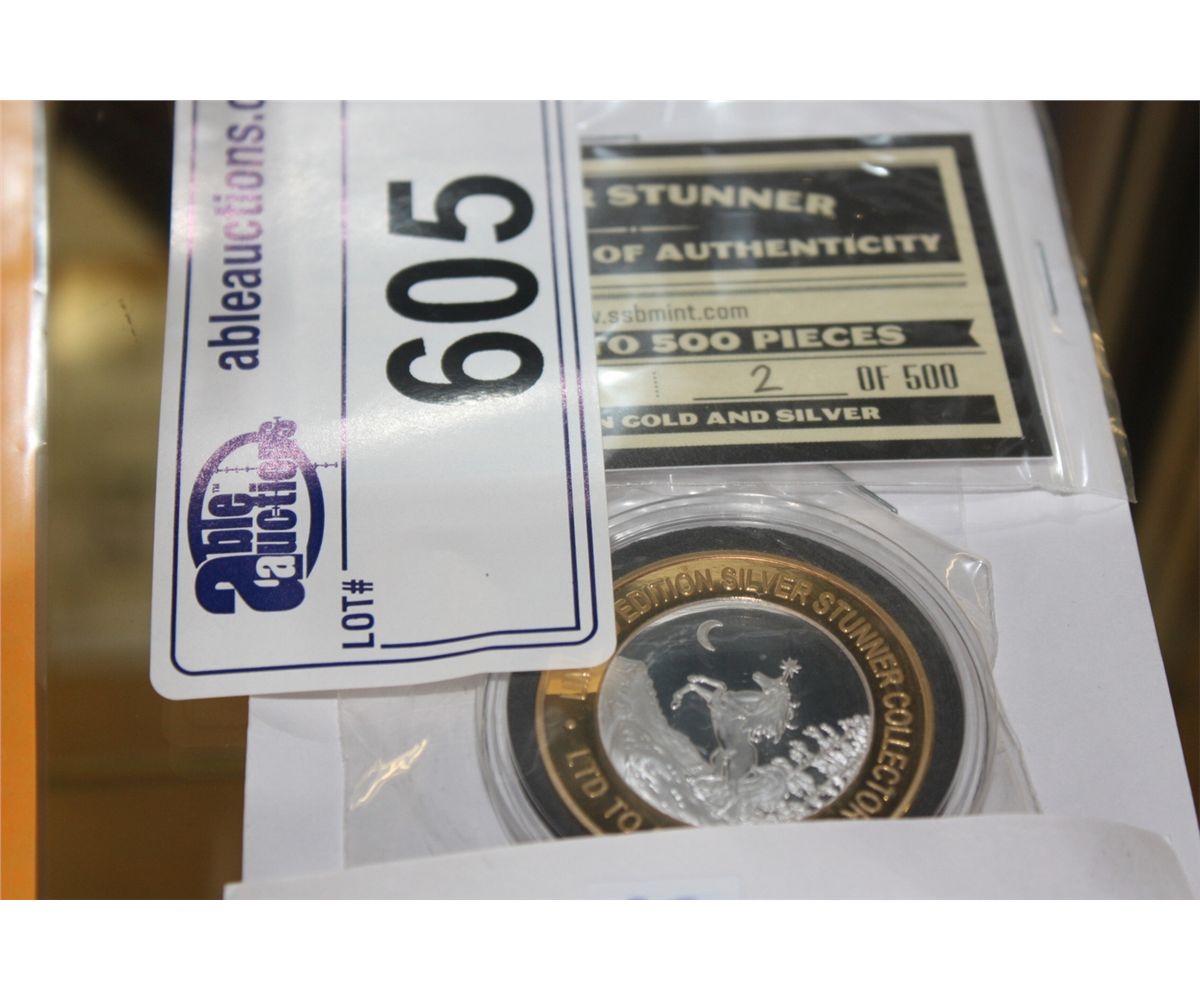 ableauctions.c
able
auctions
™
LOT#
605
R STUNNER
OF AUTHENTICITY
w.ssbmint.com
TO 500 PIECES
2 OF 500
N GOLD AND SILVER
EDITION SILVER STUNNER COLLECTOR
LTD TO